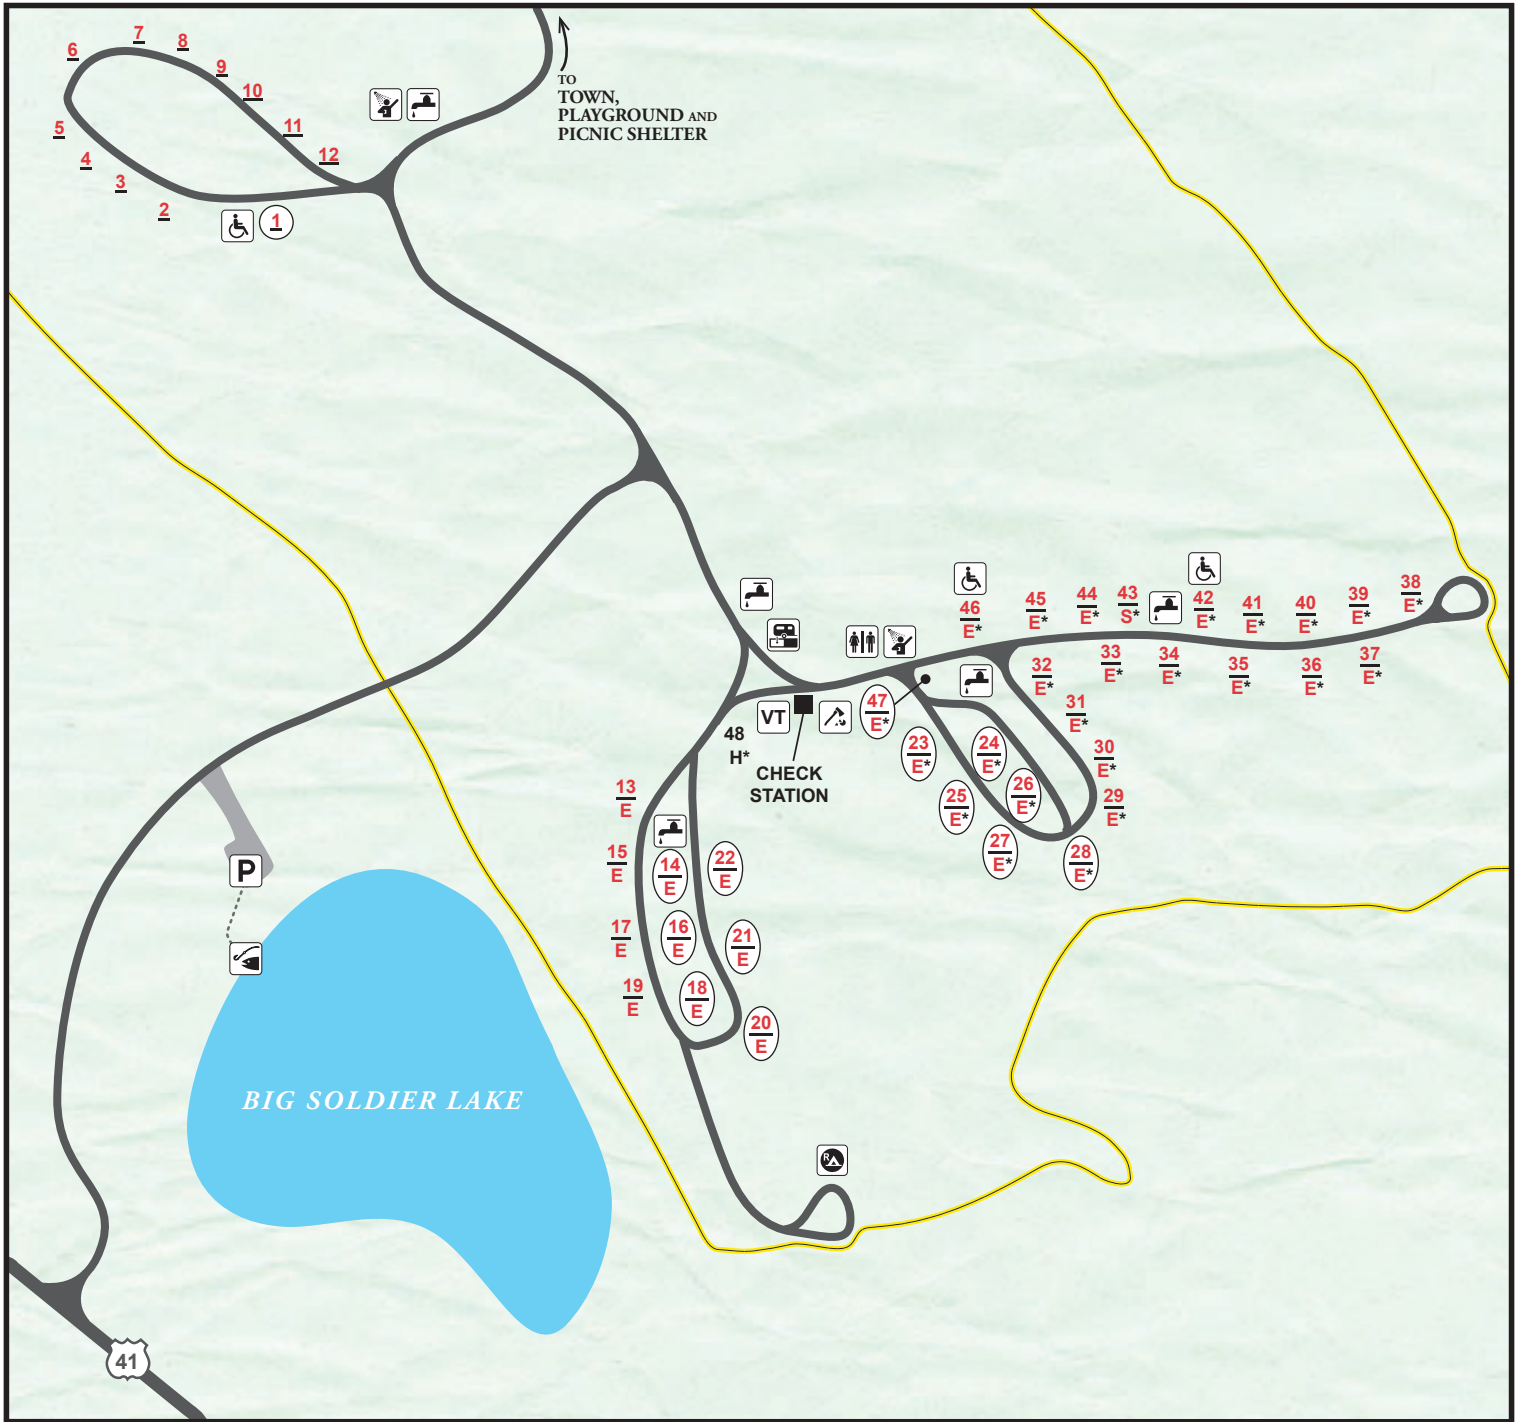 7
8
6
9
10
11
12
5
4
3
2
1
TO
TOWN,
PLAYGROUND AND
PICNIC SHELTER
46
E*
45
E*
44
E*
43
S*
42
E*
41
E*
40
E*
39
E*
38
E*
32
E*
33
E*
34
E*
35
E*
36
E*
37
E*
31
E*
30
E*
29
E*
47
E*
23
E*
24
E*
25
E*
26
E*
27
E*
28
E*
VT
48
H*
CHECK
STATION
13
E
15
E
14
E
22
E
17
E
16
E
21
E
19
E
18
E
20
E
P
BIG SOLDIER LAKE
R
41